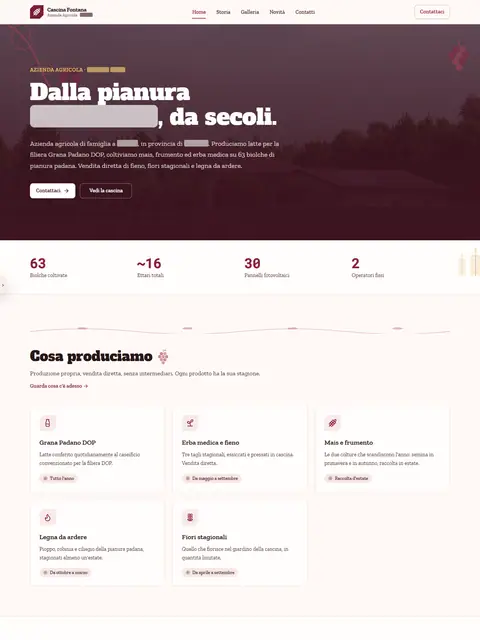 Cascina Fontana
Azienda Agricola ·
Home Storia Galleria Novità Contatti
Contattaci
AZIENDA AGRICOLA ·
Dalla pianura
, da secoli.
Azienda agricola di famiglia a , in provincia di . Produciamo latte per la
filiera Grana Padano DOP, coltiviamo mais, frumento ed erba medica su 63 biolche di
pianura padana. Vendita diretta di fieno, fiori stagionali e legna da ardere.
Contattaci →
Vedi la cascina
63
Biolche coltivate
~16
Ettari totali
30
Pannelli fotovoltaici
2
Operatori fissi
Cosa produciamo
Produzione propria, vendita diretta, senza intermediari. Ogni prodotto ha la sua stagione.
Guarda cosa c'è adesso →
Grana Padano DOP
Latte conferito quotidianamente al caseificio
convenzionato per la filiera DOP.
Tutto l'anno
Erba medica e fieno
Tre tagli stagionali, essiccati e pressati in cascina.
Vendita diretta.
Da maggio a settembre
Mais e frumento
Le due colture che scandiscono l'anno: semina in
primavera e in autunno, raccolta in estate.
Raccolta d'estate
Legna da ardere
Pioppo, robinia e ciliegio della pianura padana,
stagionati almeno un'estate.
Da ottobre a marzo
Fiori stagionali
Quello che fiorisce nel giardino della cascina, in
quantità limitate.
Da aprile a settembre